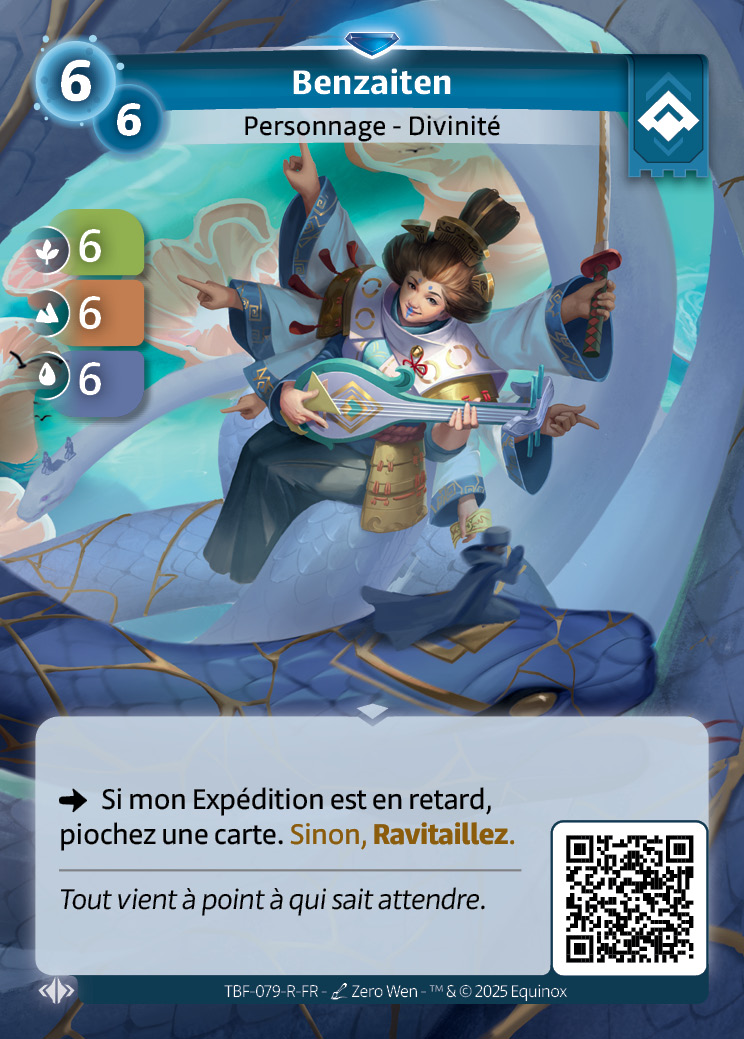 6
Benzaiten
6
Personnage - Divinité
6
6
6
Si mon Expédition est en retard,
piochez une carte. Sinon, Ravitaillez.
Tout vient à point à qui sait attendre.
TBF-079-R-FR - Zero Wen - ™ & © 2025 Equinox